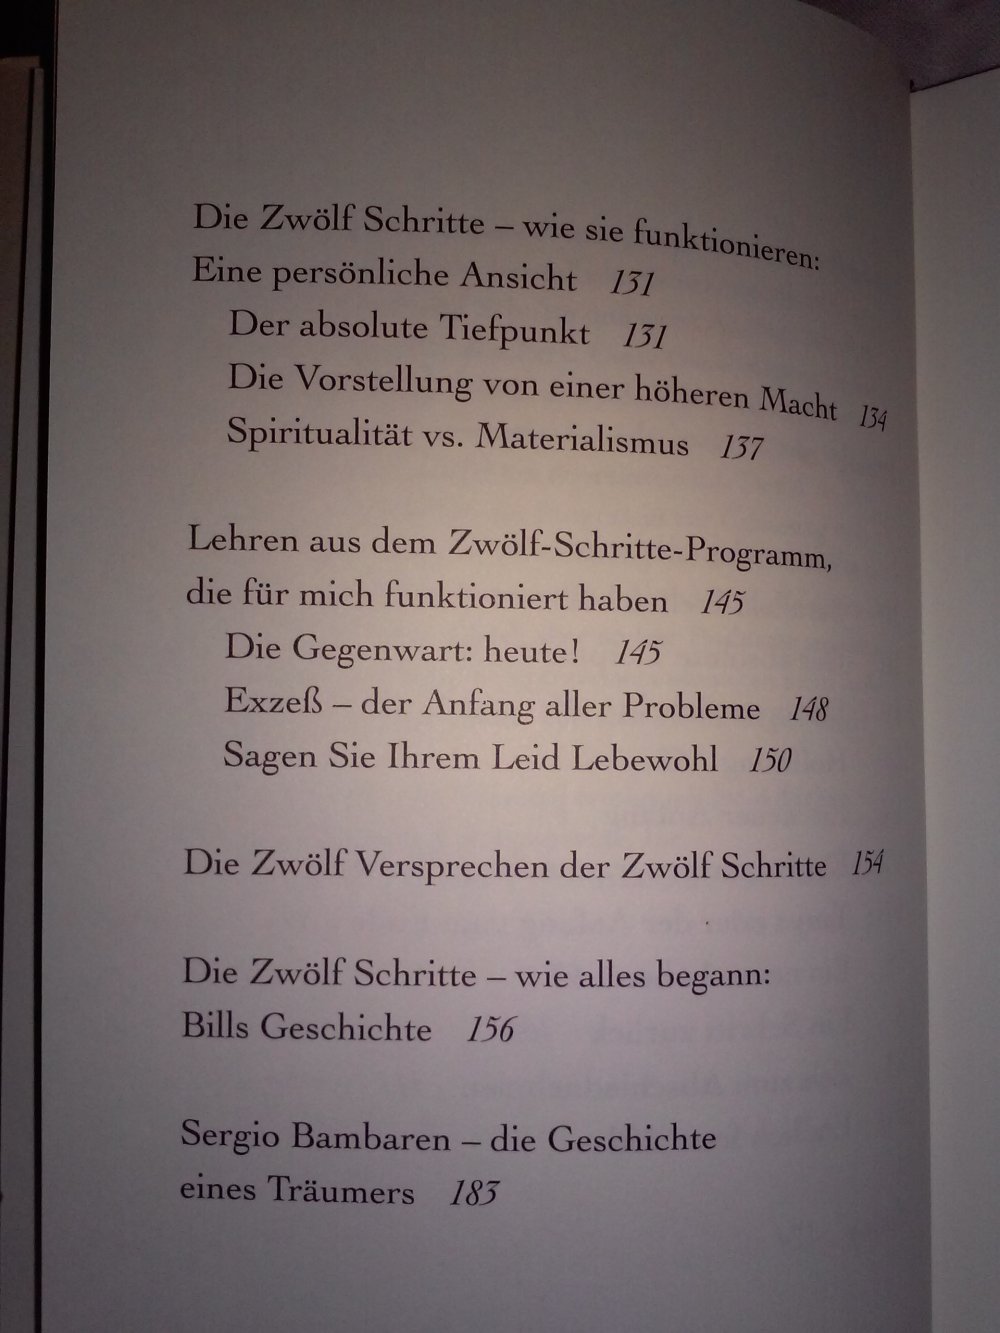 Die Zwölf Schritte – wie sie funktionieren:
Eine persönliche Ansicht 131
Der absolute Tiefpunkt 131
Die Vorstellung von einer höheren Macht 134
Spiritualität vs. Materialismus 137
Lehren aus dem Zwölf-Schritte-Programm,
die für mich funktioniert haben 145
Die Gegenwart: heute! 145
Exzeß – der Anfang aller Probleme 148
Sagen Sie Ihrem Leid Lebewohl 150
Die Zwölf Versprechen der Zwölf Schritte 154
Die Zwölf Schritte – wie alles begann:
Bills Geschichte 156
Sergio Bambaren – die Geschichte
eines Träumers 183